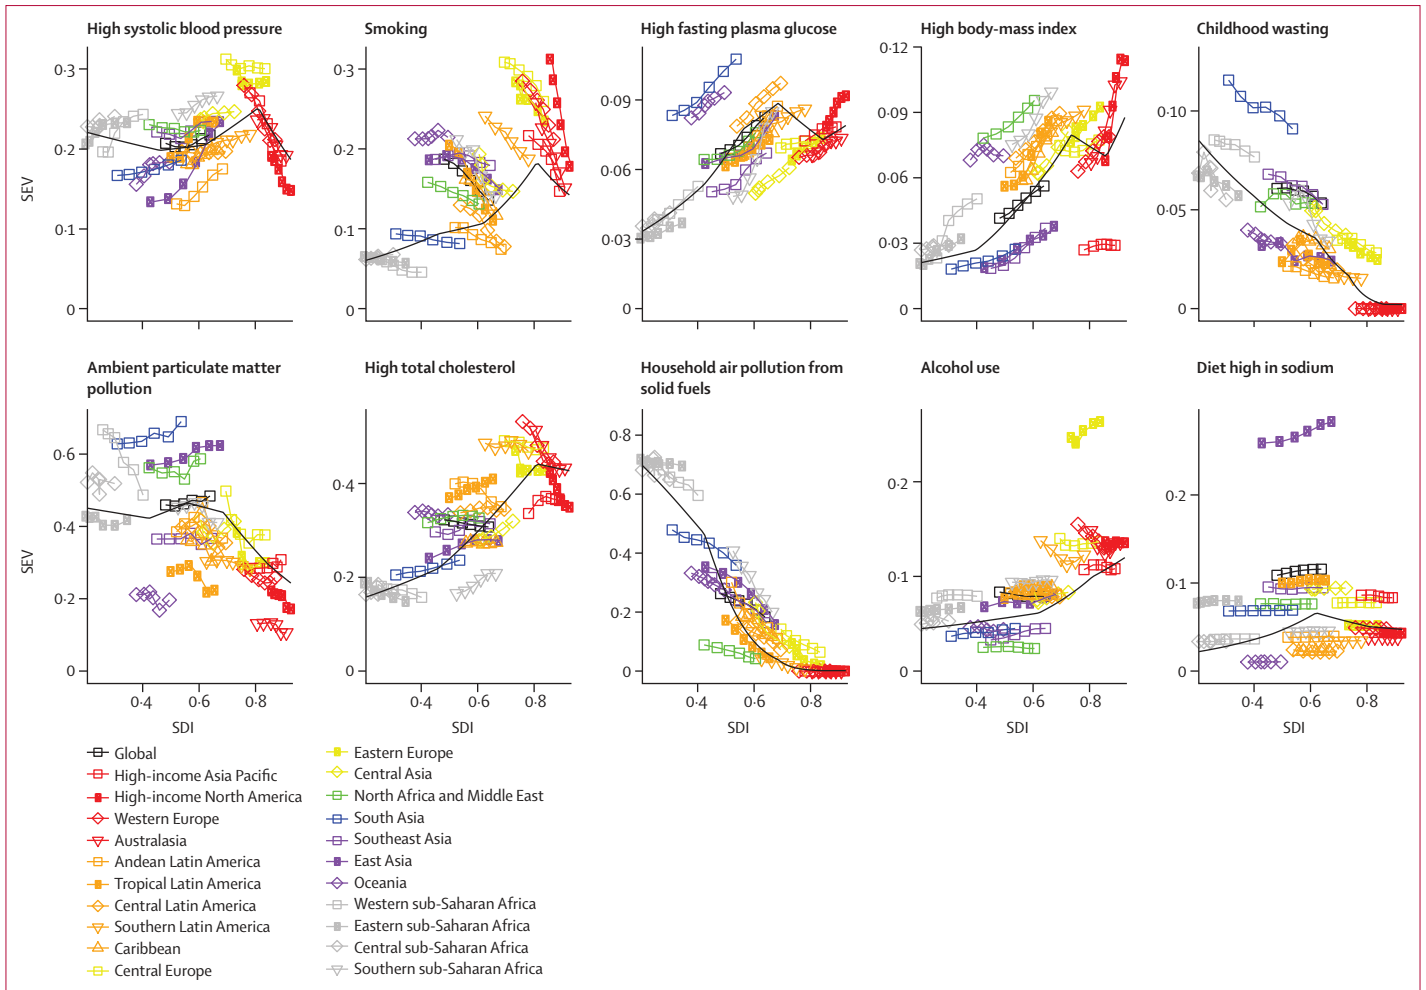 High systolic blood pressure
Smoking
High fasting plasma glucose
High body-mass index
Childhood wasting
SEV
0·3
0·2
0·1
0
0·3
0·2
0·1
0
0·09
0·06
0·03
0
0·12
0·09
0·06
0·03
0
0·10
0·05
0
Ambient particulate matter
pollution
High total cholesterol
Household air pollution from
solid fuels
Alcohol use
Diet high in sodium
SEV
0·6
0·4
0·2
0
0·4
0·2
0
0·8
0·6
0·4
0·2
0
0·2
0·1
0
0·2
0·1
0
0·4 0·6 0·8
0·4 0·6 0·8
0·4 0·6 0·8
0·4 0·6 0·8
0·4 0·6 0·8
SDI
SDI
SDI
SDI
SDI
Global
High-income Asia Pacific
High-income North America
Western Europe
Australasia
Andean Latin America
Tropical Latin America
Central Latin America
Southern Latin America
Caribbean
Central Europe
Eastern Europe
Central Asia
North Africa and Middle East
South Asia
Southeast Asia
East Asia
Oceania
Western sub-Saharan Africa
Eastern sub-Saharan Africa
Central sub-Saharan Africa
Southern sub-Saharan Africa